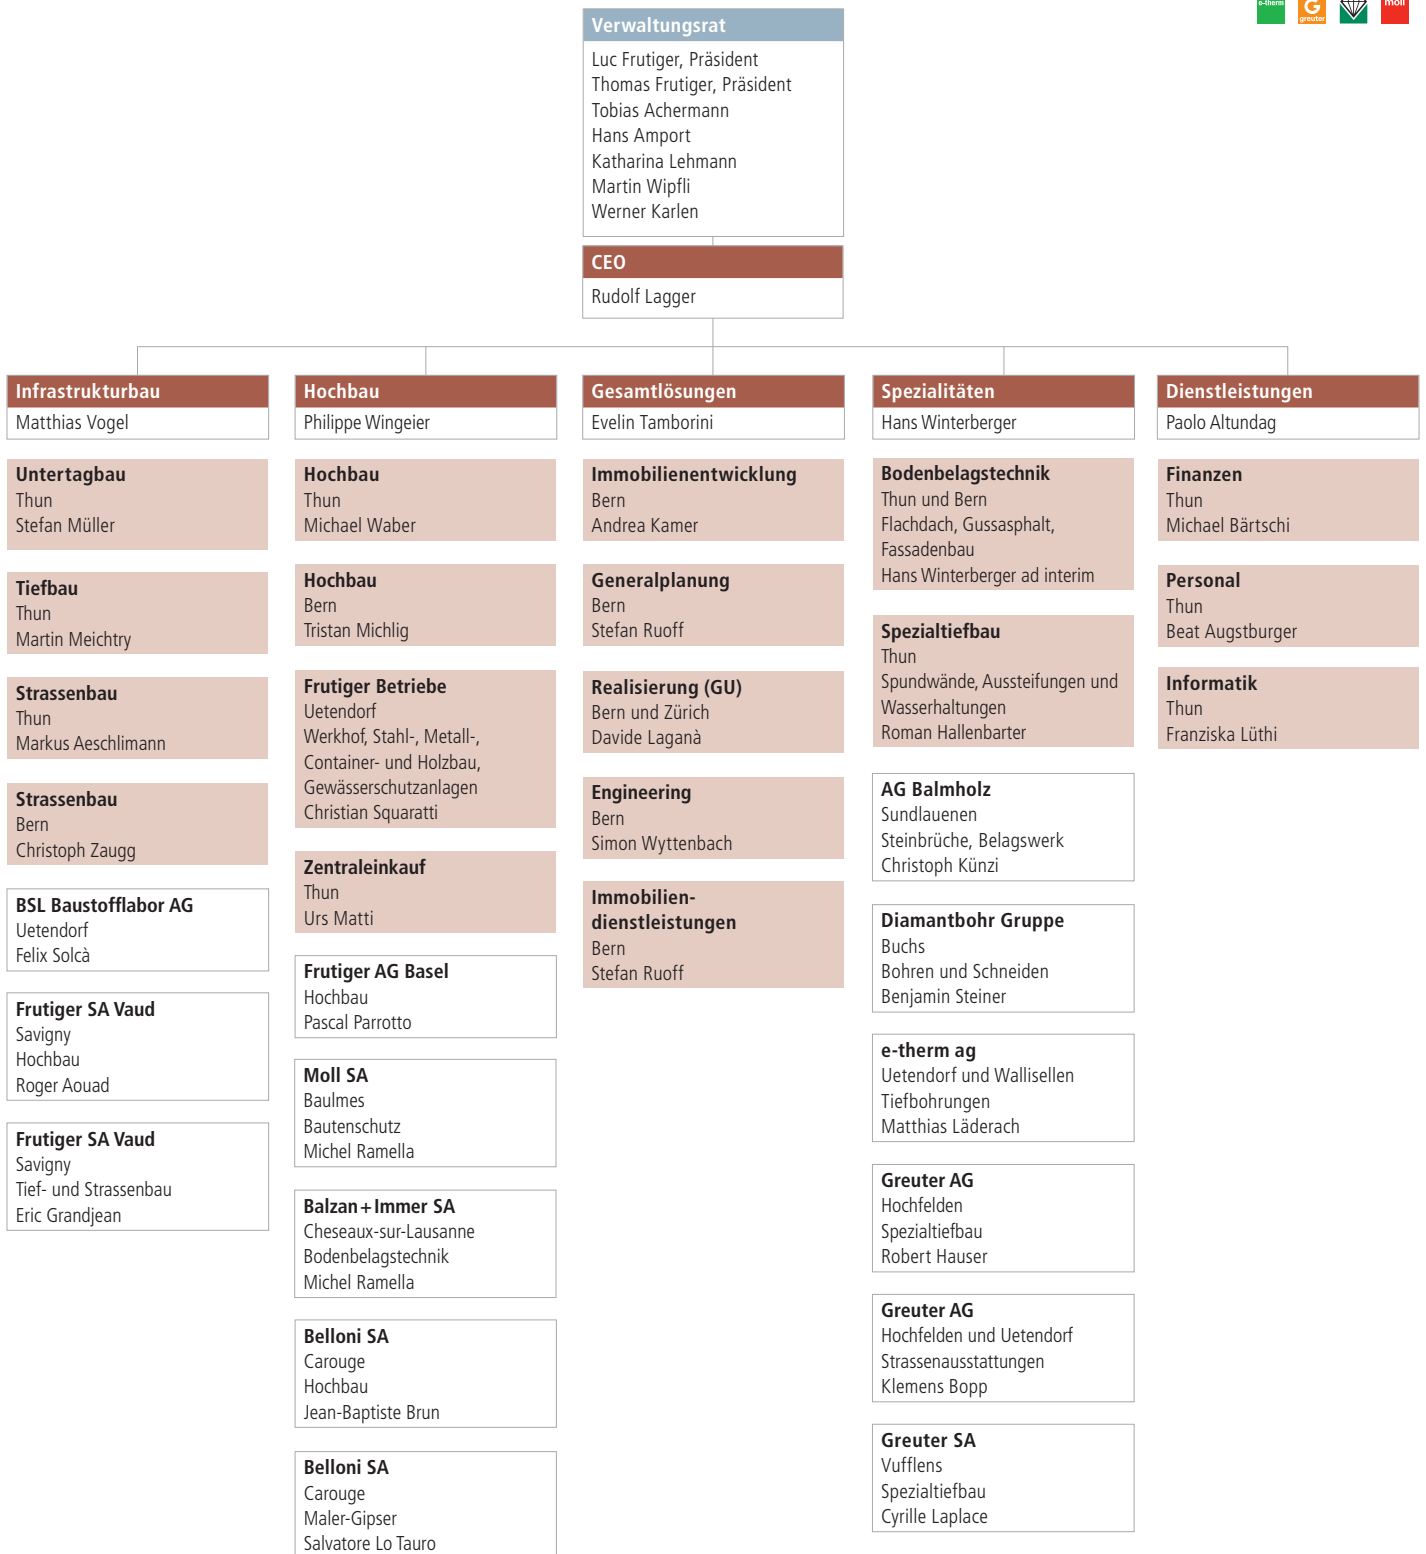 e-therm
G
greuter
moll
Verwaltungsrat
Luc Frutiger, Präsident
Thomas Frutiger, Präsident
Tobias Achermann
Hans Amport
Katharina Lehmann
Martin Wipfli
Werner Karlen
CEO
Rudolf Lagger
Infrastrukturbau
Matthias Vogel
Untertagbau
Thun
Stefan Müller
Tiefbau
Thun
Martin Meichtry
Strassenbau
Thun
Markus Aeschlimann
Strassenbau
Bern
Christoph Zaugg
BSL Baustofflabor AG
Uetendorf
Felix Solcà
Frutiger SA Vaud
Savigny
Hochbau
Roger Aouad
Frutiger SA Vaud
Savigny
Tief- und Strassenbau
Eric Grandjean
Hochbau
Philippe Wingeier
Hochbau
Thun
Michael Waber
Hochbau
Bern
Tristan Michlig
Frutiger Betriebe
Uetendorf
Werkhof, Stahl-, Metall-,
Container- und Holzbau,
Gewässerschutzanlagen
Christian Squaratti
Zentraleinkauf
Thun
Urs Matti
Frutiger AG Basel
Hochbau
Pascal Parrotto
Moll SA
Baulmes
Bautenschutz
Michel Ramella
Balzan+Immer SA
Cheseaux-sur-Lausanne
Bodenbelagstechnik
Michel Ramella
Belloni SA
Carouge
Hochbau
Jean-Baptiste Brun
Belloni SA
Carouge
Maler-Gipser
Salvatore Lo Tauro
Gesamtlösungen
Evelin Tamborini
Immobilienentwicklung
Bern
Andrea Kamer
Generalplanung
Bern
Stefan Ruoff
Realisierung (GU)
Bern und Zürich
Davide Laganà
Engineering
Bern
Simon Wyttenbach
Immobilien-
dienstleistungen
Bern
Stefan Ruoff
Spezialitäten
Hans Winterberger
Bodenbelagstechnik
Thun und Bern
Flachdach, Gussasphalt,
Fassadenbau
Hans Winterberger ad interim
Spezialtiefbau
Thun
Spundwände, Aussteifungen und
Wasserhaltungen
Roman Hallenbarter
AG Balmholz
Sundlauenen
Steinbrüche, Belagswerk
Christoph Künzi
Diamantbohr Gruppe
Buchs
Bohren und Schneiden
Benjamin Steiner
e-therm ag
Uetendorf und Wallisellen
Tiefbohrungen
Matthias Läderach
Greuter AG
Hochfelden
Spezialtiefbau
Robert Hauser
Greuter AG
Hochfelden und Uetendorf
Strassenausstattungen
Klemens Bopp
Greuter SA
Vufflens
Spezialtiefbau
Cyrille Laplace
Dienstleistungen
Paolo Altundag
Finanzen
Thun
Michael Bärtschi
Personal
Thun
Beat Augstburger
Informatik
Thun
Franziska Lüthi